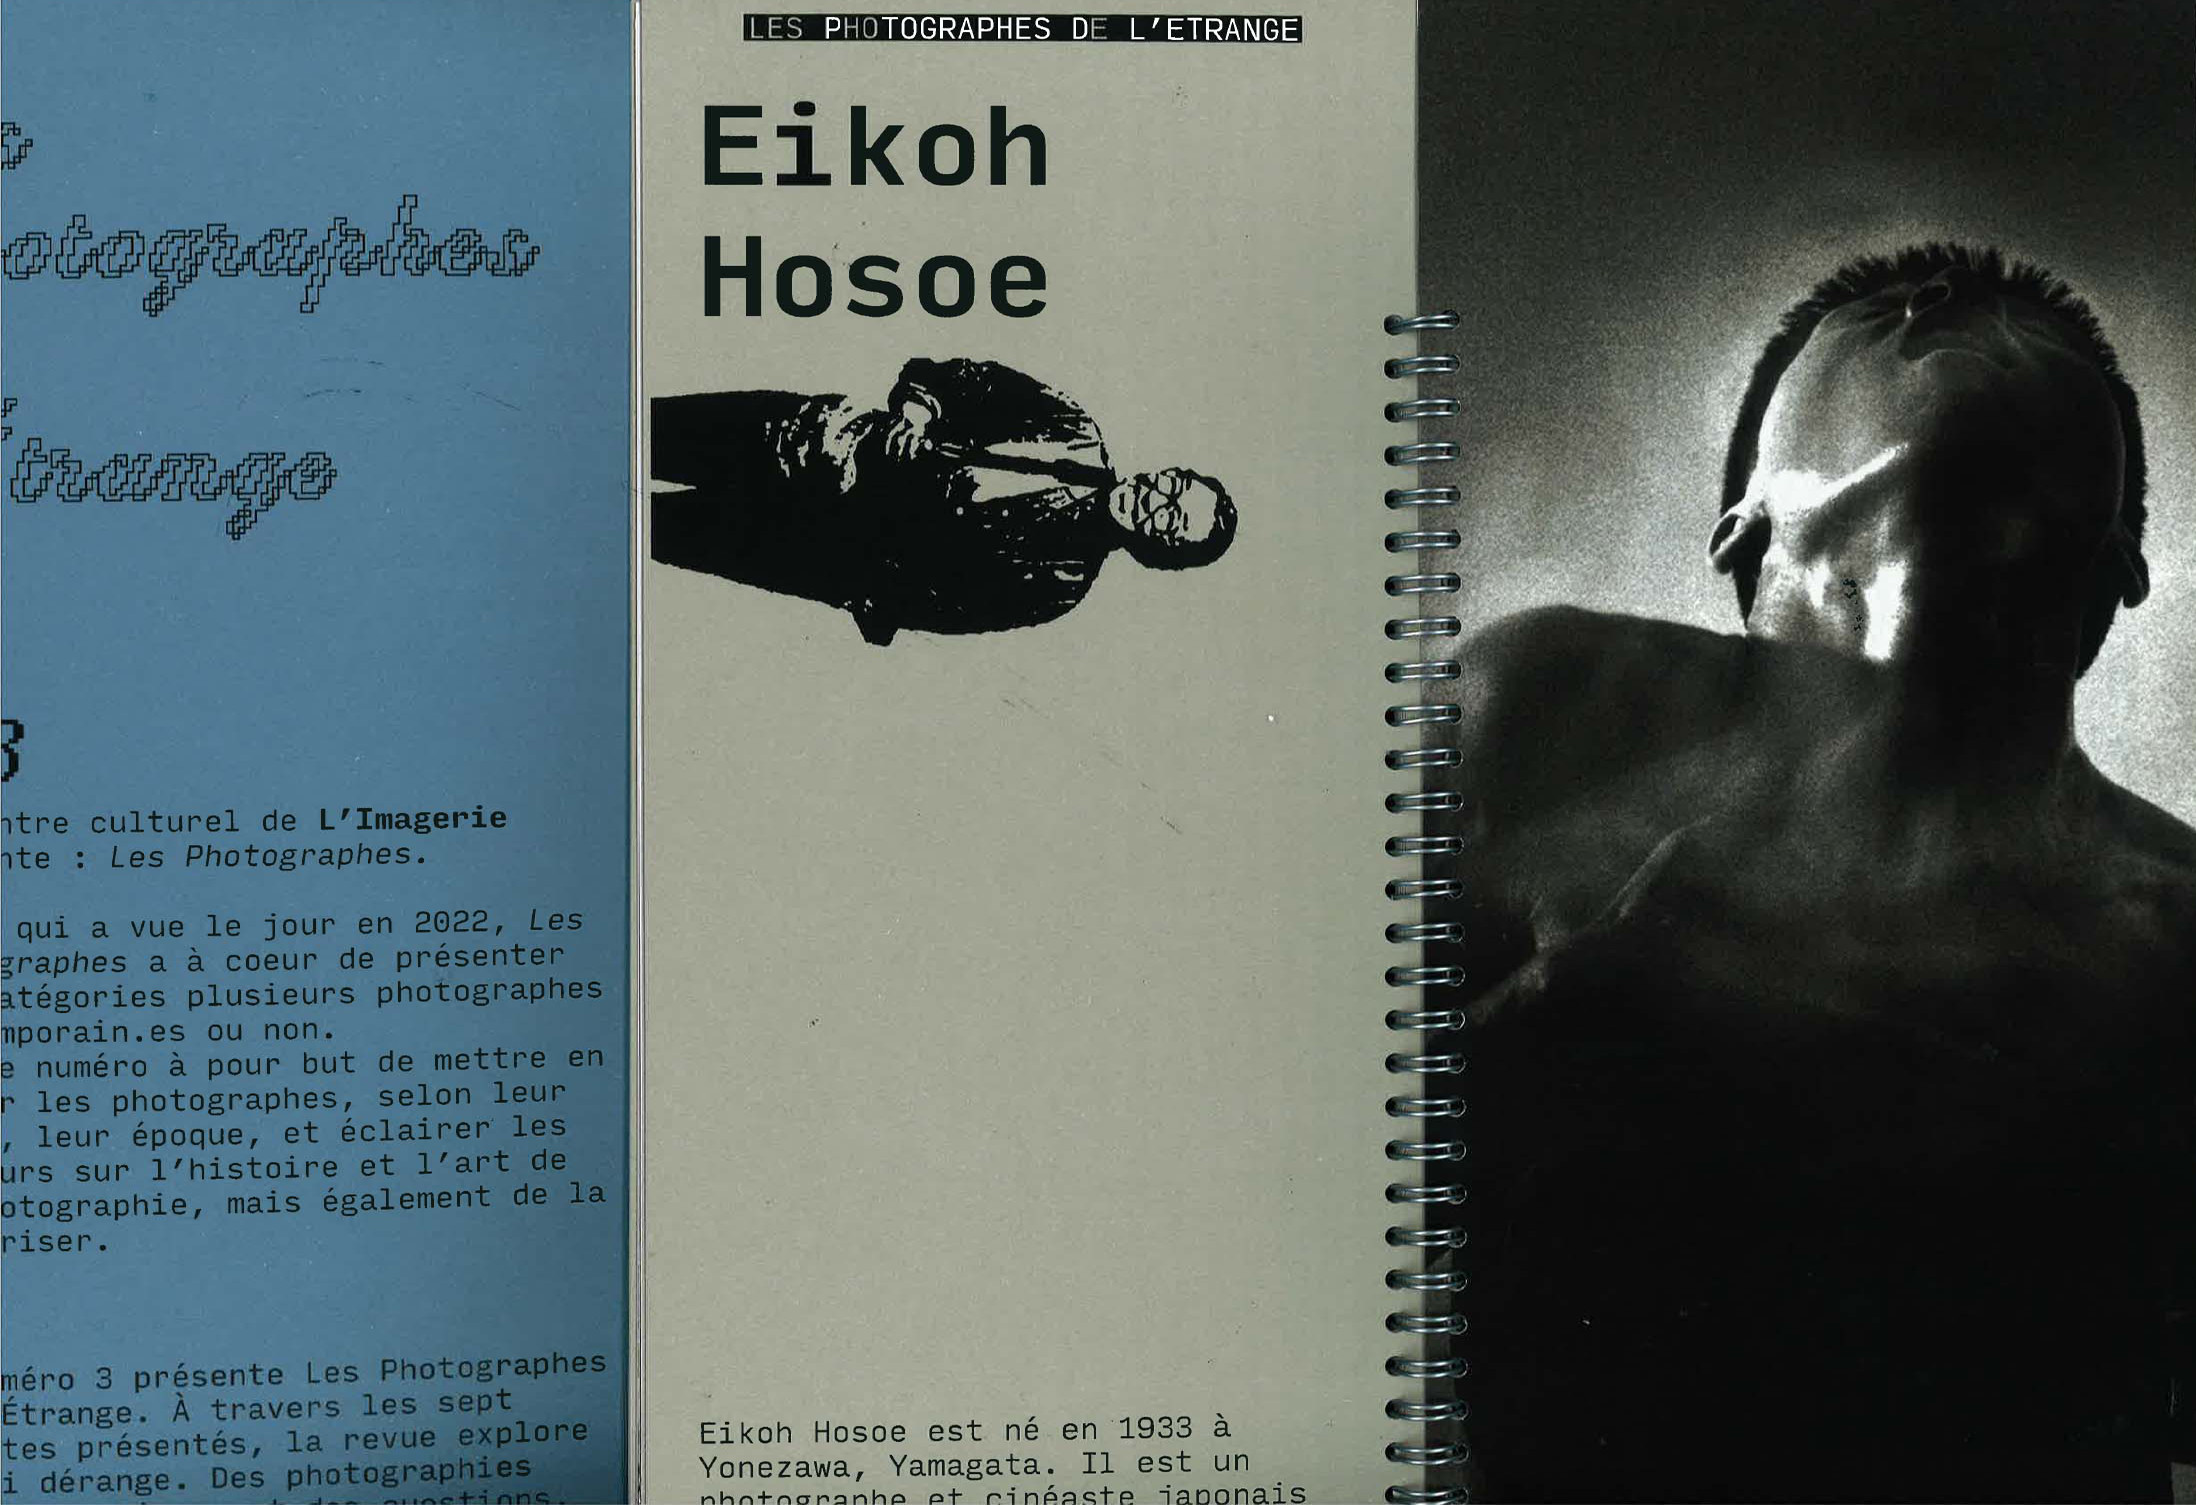 otographes
trange
3
ntre culturel de L'Imagerie
nte : Les Photographes.
qui a vue le jour en 2022, Les
graphes a à coeur de présenter
atégories plusieurs photographes
mporain.es ou non.
e numéro à pour but de mettre en
r les photographes, selon leur
, leur époque, et éclairer les
urs sur l'histoire et l'art de
otographie, mais également de la
riser.
méro 3 présente Les Photographes
Étrange. À travers les sept
tes présentés, la revue explore
i dérange. Des photographies
questions.
LES PHOTOGRAPHES DE L'ETRANGE
Eikoh
Hosoe
Eikoh Hosoe est né en 1933 à
Yonezawa, Yamagata. Il est un
photographe et cinéaste japonais